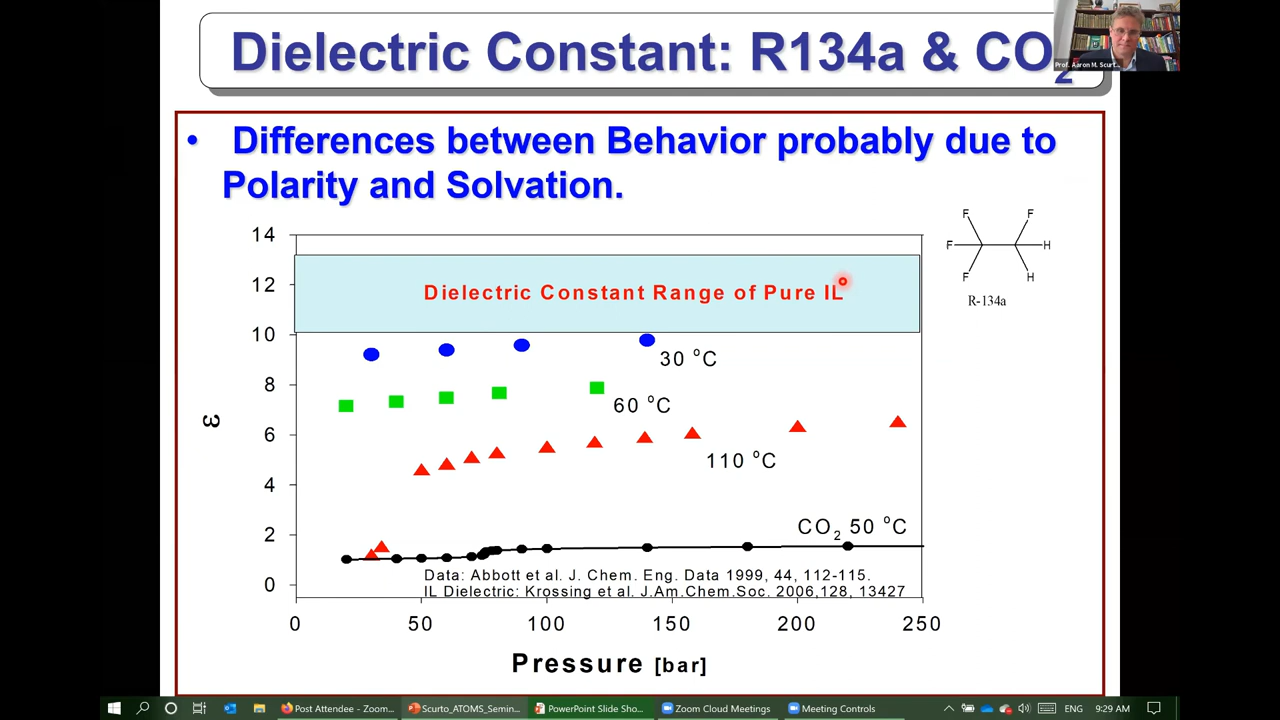 Dielectric Constant: R134a & CO2
Prof. Aaron M. Scurt...
• Differences between Behavior probably due to
Polarity and Solvation.
F F
F H
F H
R-134a
14
12
10
8
6
4
2
0
ε
Dielectric Constant Range of Pure IL
30 °C
60 °C
110 °C
CO2 50 °C
Data: Abbott et al. J. Chem. Eng. Data 1999, 44, 112-115.
IL Dielectric: Krossing et al. J.Am.Chem.Soc. 2006,128, 13427
0 50 100 150 200 250
Pressure [bar]
Post Attendee - Zoom... Scurto_ATOMS_Semin... PowerPoint Slide Sho... Zoom Cloud Meetings Meeting Controls ENG 9:29 AM